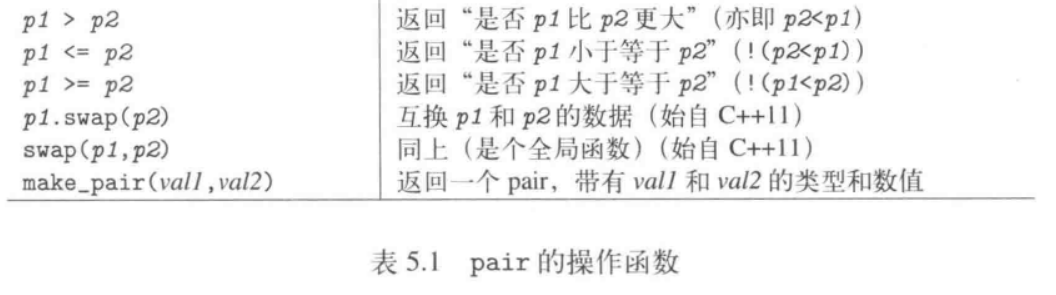 p1 > p2 返回“是否 p1 比 p2 更大”(亦即 p2<p1)
p1 <= p2 返回“是否 p1 小于等于 p2”(!(p2<p1))
p1 >= p2 返回“是否 p1 大于等于 p2”(!(p1<p2))
p1.swap(p2) 互换 p1 和 p2 的数据(始自 C++11)
swap(p1,p2) 同上(是个全局函数)(始自 C++11)
make_pair(val1,val2) 返回一个 pair，带有 val1 和 val2 的类型和数值
表 5.1 pair 的操作函数